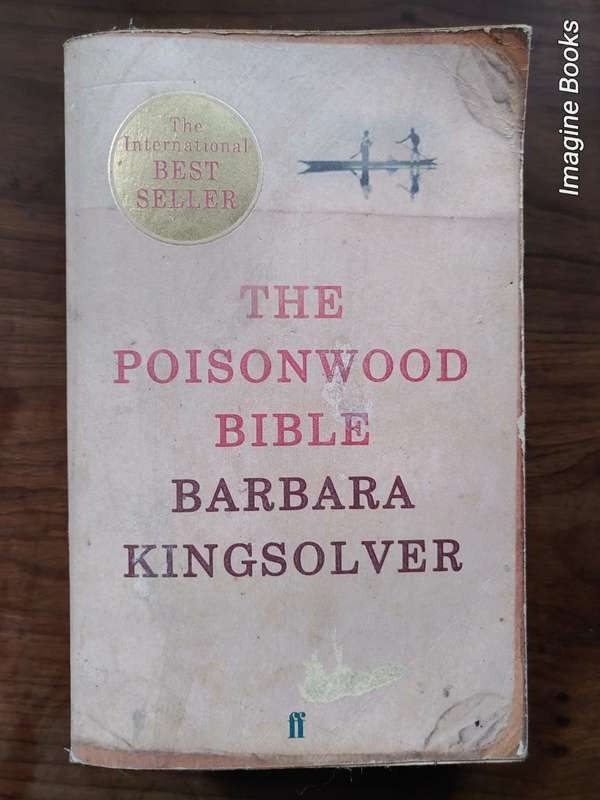 The
International
BEST
SELLER
THE
POISONWOOD
BIBLE
BARBARA
KINGSOLVER
ff
Imagine Books